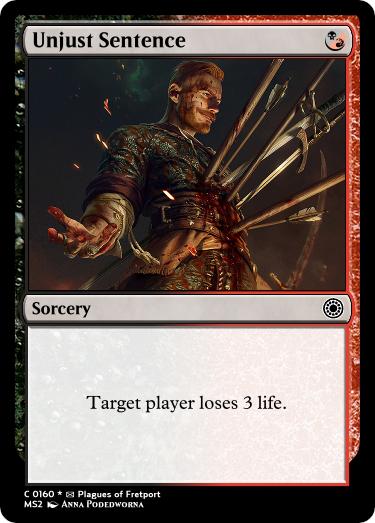 Unjust Sentence
Sorcery
Target player loses 3 life.
C 0160 * Plagues of Fretport
MS2 Anna Podedworna